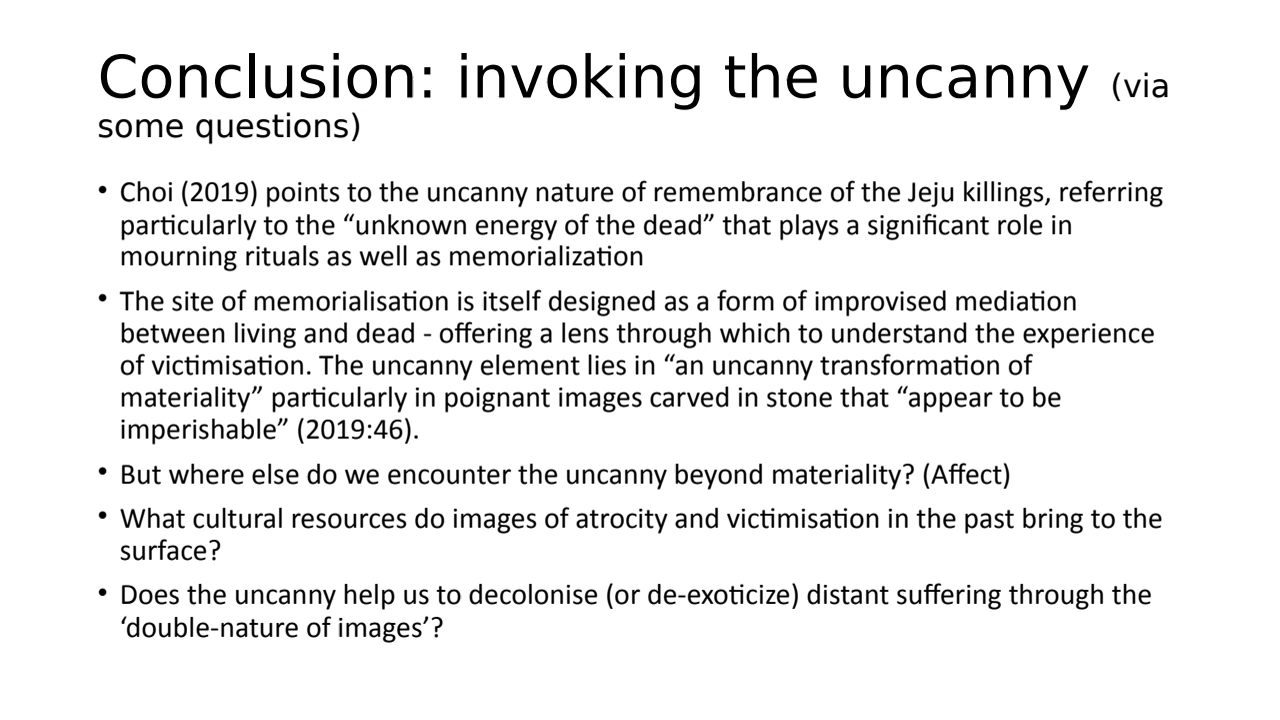 Conclusion: invoking the uncanny (via
some questions)
• Choi (2019) points to the uncanny nature of remembrance of the Jeju killings, referring
particularly to the “unknown energy of the dead” that plays a significant role in
mourning rituals as well as memorialization
• The site of memorialisation is itself designed as a form of improvised mediation
between living and dead - offering a lens through which to understand the experience
of victimisation. The uncanny element lies in “an uncanny transformation of
materiality” particularly in poignant images carved in stone that “appear to be
imperishable” (2019:46).
• But where else do we encounter the uncanny beyond materiality? (Affect)
• What cultural resources do images of atrocity and victimisation in the past bring to the
surface?
• Does the uncanny help us to decolonise (or de-exoticize) distant suffering through the
‘double-nature of images’?